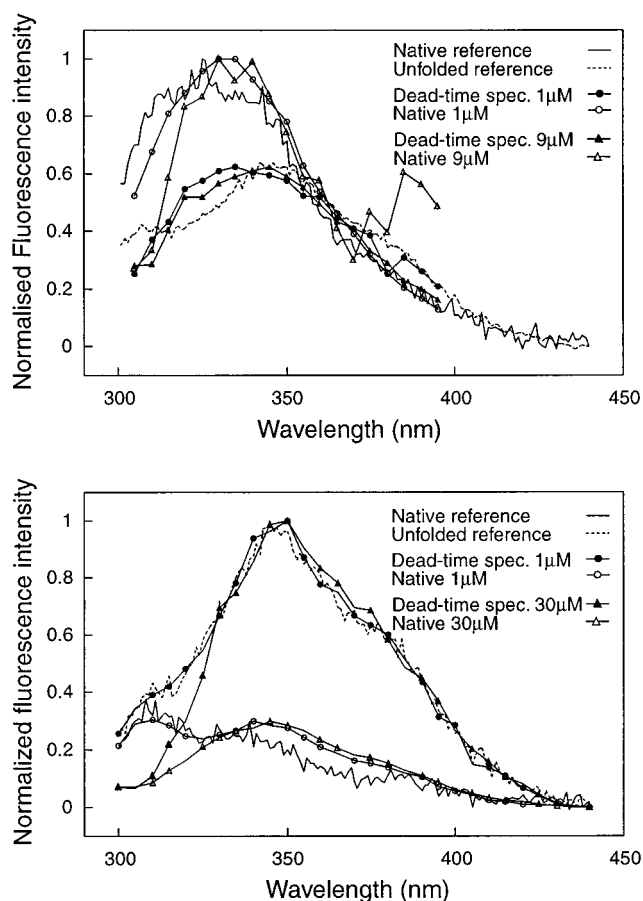 Normalised Fluorescence intensity
1
0.8
0.6
0.4
0.2
0
Native reference
Unfolded reference
Dead-time spec. 1μM
Native 1μM
Dead-time spec. 9μM
Native 9μM
300
350
400
450
Wavelength (nm)
Normalized fluorescence intensity
1
0.8
0.6
0.4
0.2
0
Native reference
Unfolded reference
Dead-time spec. 1μM
Native 1μM
Dead-time spec. 30μM
Native 30μM
300
350
400
450
Wavelength (nm)